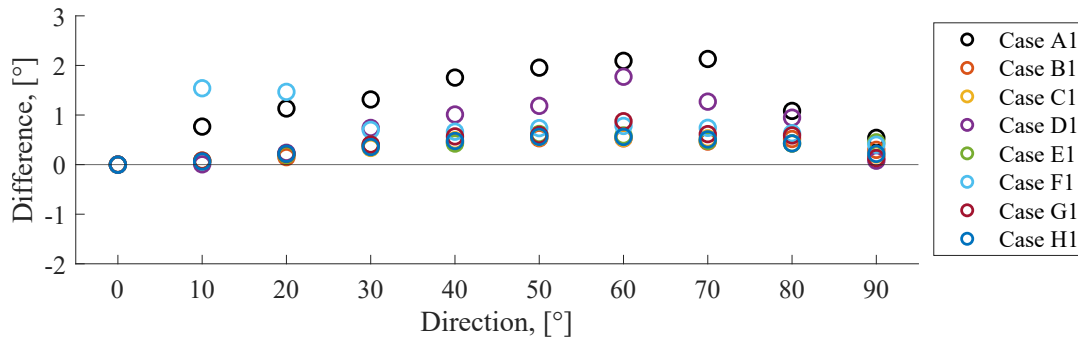 3
2
1
0
-1
-2
Difference, [°]
0 10 20 30 40 50 60 70 80 90
Direction, [°]
Case A1
Case B1
Case C1
Case D1
Case E1
Case F1
Case G1
Case H1